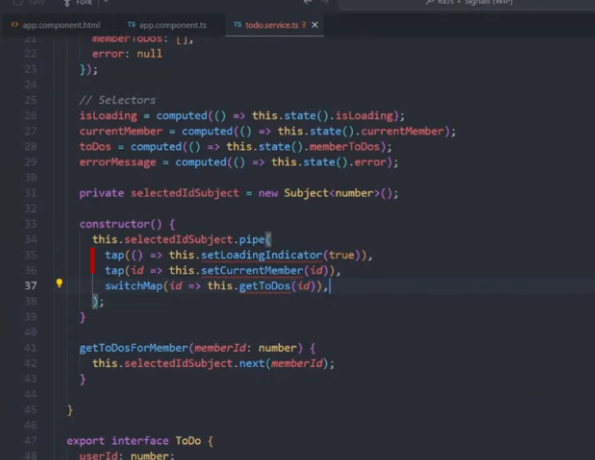 Fork
RxJS + Signals (WIP)
app.component.html
TS app.component.ts
TS todo.service.ts 3 ×
21 memberToDos: [],
22 error: null
23 });
24
25 // Selectors
26 isLoading = computed(() => this.state().isLoading);
27 currentMember = computed(() => this.state().currentMember);
28 toDos = computed(() => this.state().memberToDos);
29 errorMessage = computed(() => this.state().error);
30
31 private selectedIdSubject = new Subject<number>();
32
33 constructor() {
34 this.selectedIdSubject.pipe(
35 tap(() => this.setLoadingIndicator(true)),
36 tap(id => this.setCurrentMember(id)),
37 switchMap(id => this.getToDos(id)),
38 );
39 }
40
41 getToDosForMember(memberId: number) {
42 this.selectedIdSubject.next(memberId);
43 }
44
45 }
46
47 export interface ToDo {
48 userId: number;